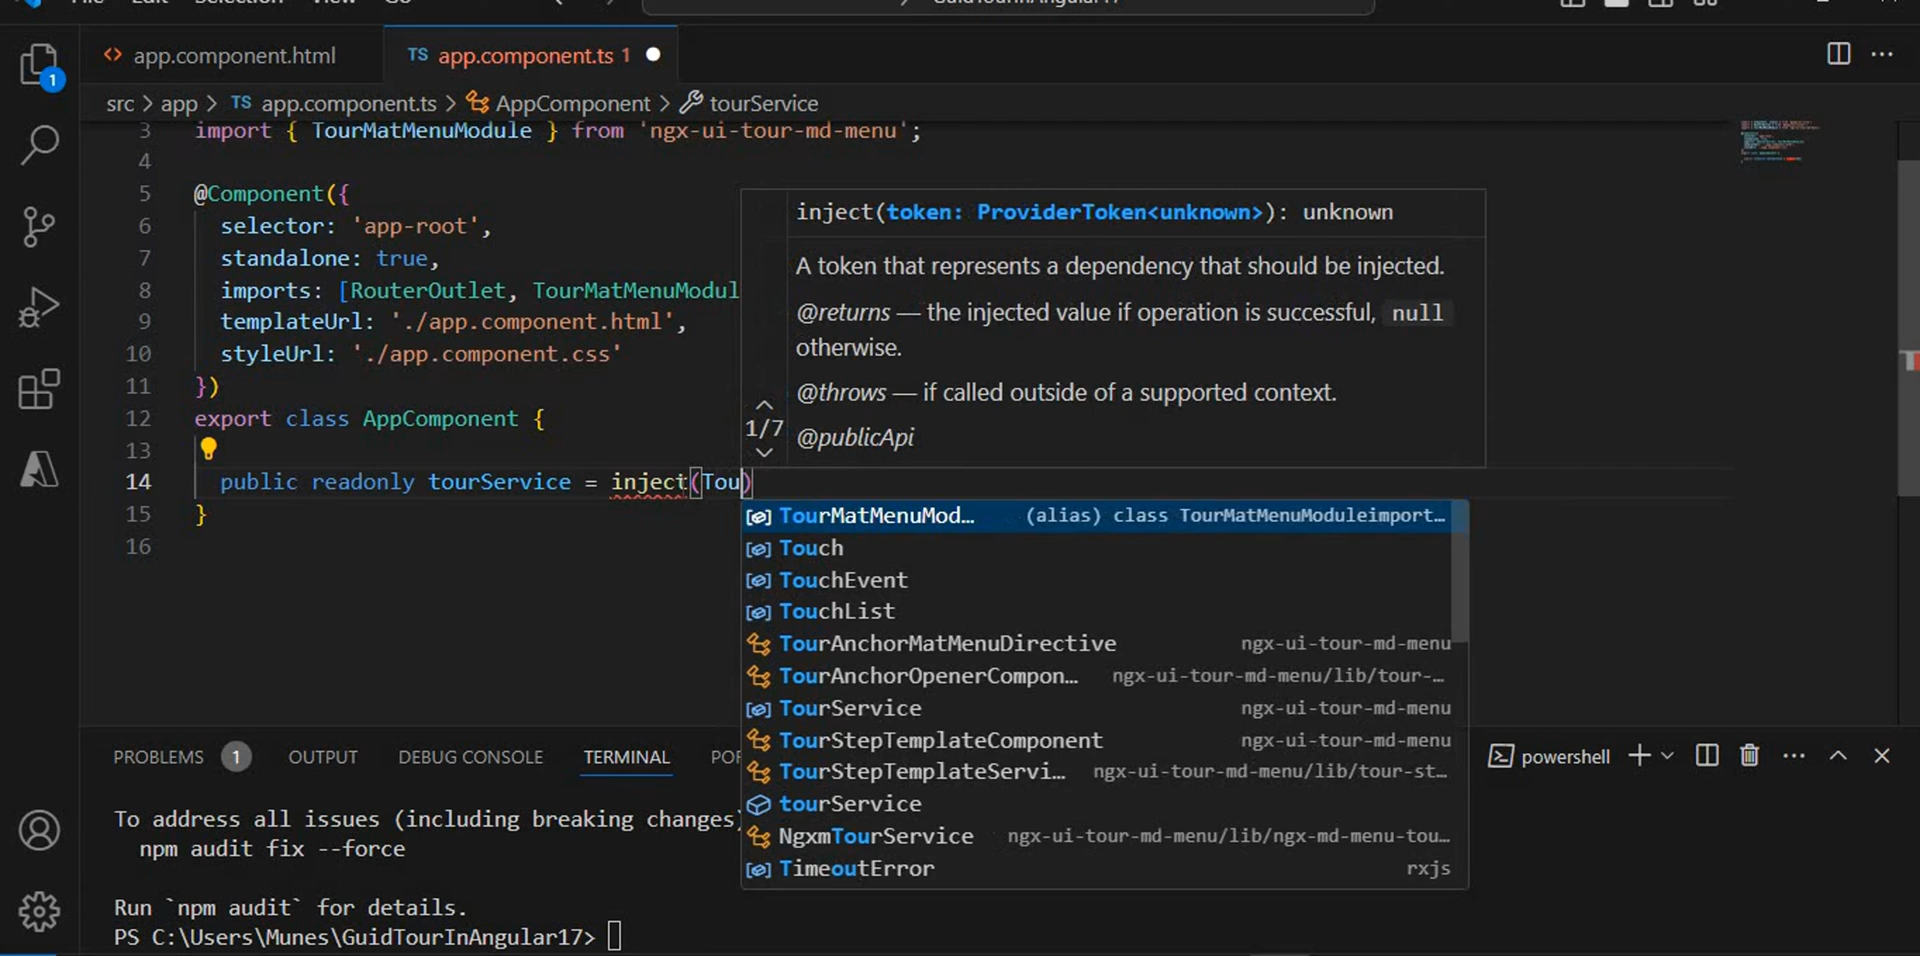 File Edit Selection View Go GuidTourInAngular17
app.component.html TS app.component.ts 1
src > app > TS app.component.ts > AppComponent > tourService
3 import { TourMatMenuModule } from 'ngx-ui-tour-md-menu';
4
5 @Component({
6 selector: 'app-root',
7 standalone: true,
8 imports: [RouterOutlet, TourMatMenuModul
9 templateUrl: './app.component.html',
10 styleUrl: './app.component.css'
11 })
12 export class AppComponent {
13
14 public readonly tourService = inject(Tou)
15 }
16
inject(token: ProviderToken<unknown>): unknown
A token that represents a dependency that should be injected.
@returns — the injected value if operation is successful, null
otherwise.
@throws — if called outside of a supported context.
1/7
@publicApi
TourMatMenuMod… (alias) class TourMatMenuModuleimport…
Touch
TouchEvent
TouchList
TourAnchorMatMenuDirective ngx-ui-tour-md-menu
TourAnchorOpenerCompon… ngx-ui-tour-md-menu/lib/tour-…
TourService ngx-ui-tour-md-menu
TourStepTemplateComponent ngx-ui-tour-md-menu
TourStepTemplateServi… ngx-ui-tour-md-menu/lib/tour-st…
tourService
NgxmTourService ngx-ui-tour-md-menu/lib/ngx-md-menu-tou…
TimeoutError rxjs
PROBLEMS 1 OUTPUT DEBUG CONSOLE TERMINAL PO powershell
To address all issues (including breaking changes)
npm audit fix --force
Run `npm audit` for details.
PS C:\Users\Munes\GuidTourInAngular17>
1